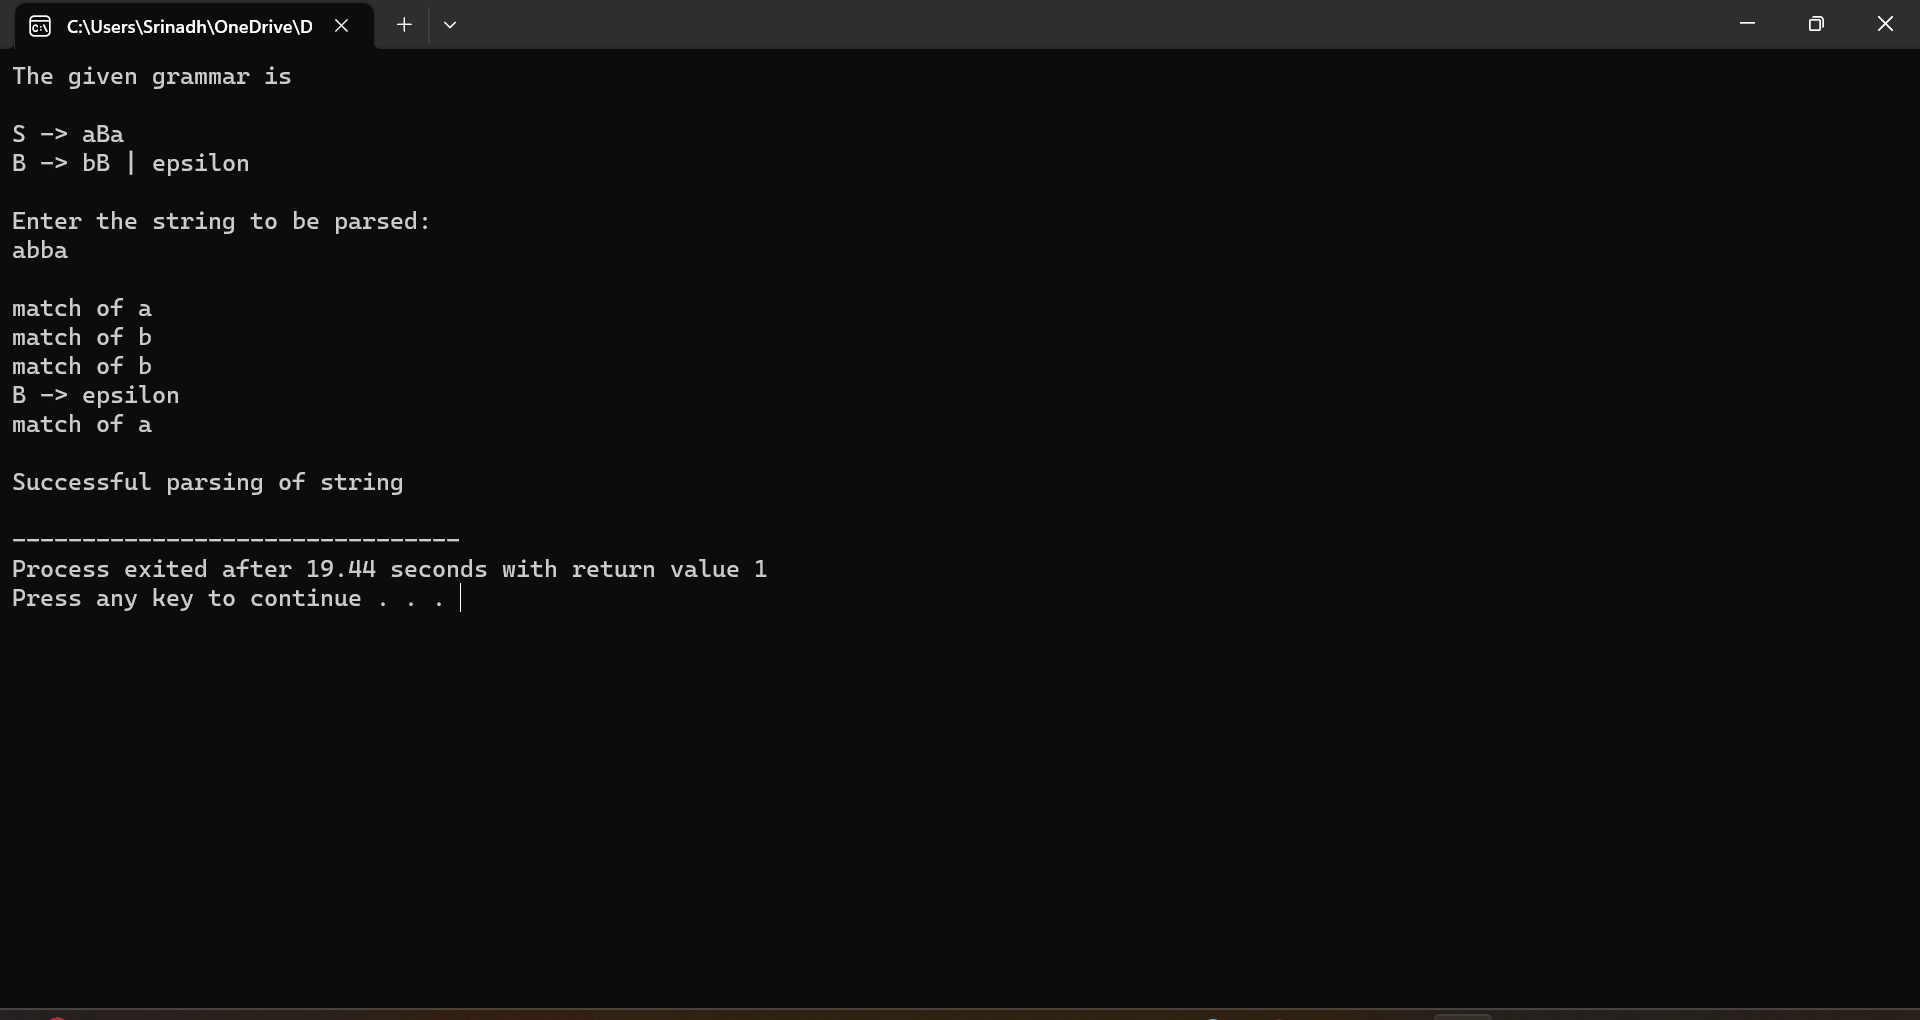 C:\Users\Srinadh\OneDrive\D
The given grammar is
S -> aBa
B -> bB | epsilon
Enter the string to be parsed:
abba
match of a
match of b
match of b
B -> epsilon
match of a
Successful parsing of string
--------------------------------
Process exited after 19.44 seconds with return value 1
Press any key to continue . . .